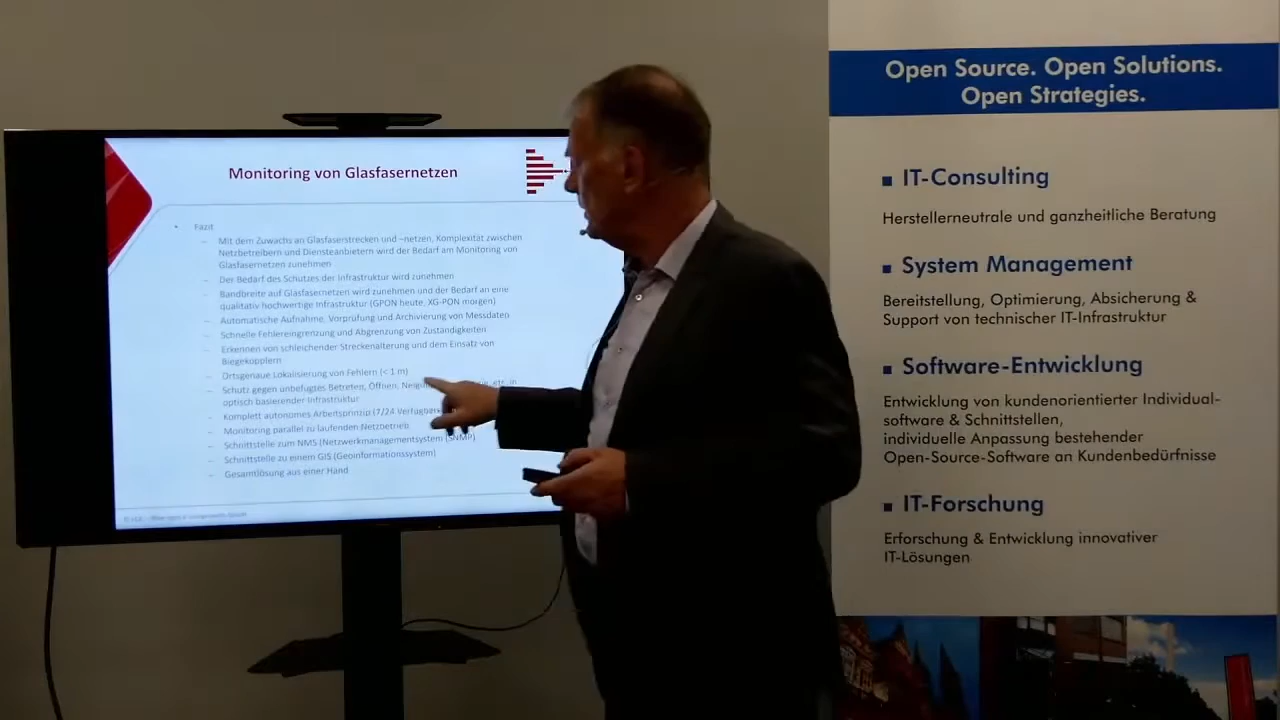 Monitoring von Glasfasernetzen
• Fazit
– Mit dem Zuwachs an Glasfaserstrecken und –netzen, Komplexität zwischen
Netzbetreibern und Diensteanbietern wird der Bedarf am Monitoring von
Glasfasernetzen zunehmen
– Der Bedarf des Schutzes der Infrastruktur wird zunehmen
– Bandbreite auf Glasfasernetzen wird zunehmen und der Bedarf an eine
qualitativ hochwertige Infrastruktur (GPON heute, XG-PON morgen)
– Automatische Aufnahme, Vorprüfung und Archivierung von Messdaten
– Schnelle Fehlereingrenzung und Abgrenzung von Zuständigkeiten
– Erkennen von schleichender Streckenalterung und dem Einsatz von
Biegekopplern
– Ortsgenaue Lokalisierung von Fehlern (< 1 m)
– Schutz gegen unbefugtes Betreten, Öffnen, etc. in
optisch basierender Infrastruktur
– Komplett autonomes Arbeitsprinzip (7/24
– Monitoring parallel zu laufenden Netzbetrieb
– Schnittstelle zum NMS (Netzwerkmanagementsystem (SNMP)
– Schnittstelle zu einem GIS (Geoinformationssystem)
– Gesamtlösung aus einer Hand
Open Source. Open Solutions.
Open Strategies.
■ IT-Consulting
Herstellerneutrale und ganzheitliche Beratung
■ System Management
Bereitstellung, Optimierung, Absicherung &
Support von technischer IT-Infrastruktur
■ Software-Entwicklung
Entwicklung von kundenorientierter Individual-
software & Schnittstellen,
individuelle Anpassung bestehender
Open-Source-Software an Kundenbedürfnisse
■ IT-Forschung
Erforschung & Entwicklung innovativer
IT-Lösungen